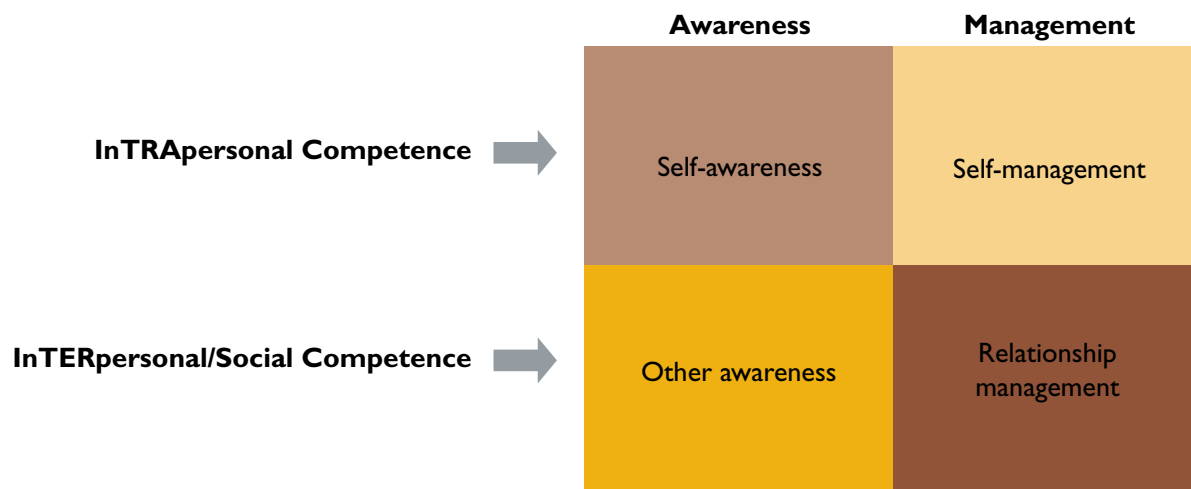 Awareness Management
InTRApersonal Competence
Self-awareness
Self-management
InTERpersonal/Social Competence
Other awareness
Relationship
management